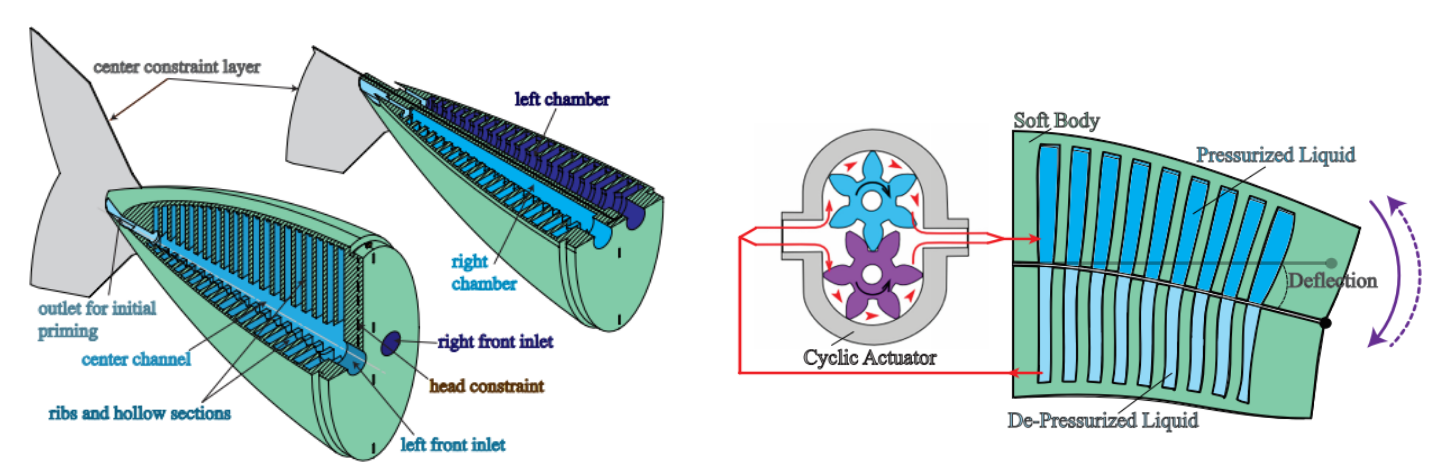 center constraint layer
left chamber
right
chamber
outlet for initial
priming
center channel
ribs and hollow sections
right front inlet
head constraint
left front inlet
Soft Body
Pressurized Liquid
Deflection
Cyclic Actuator
De-Pressurized Liquid